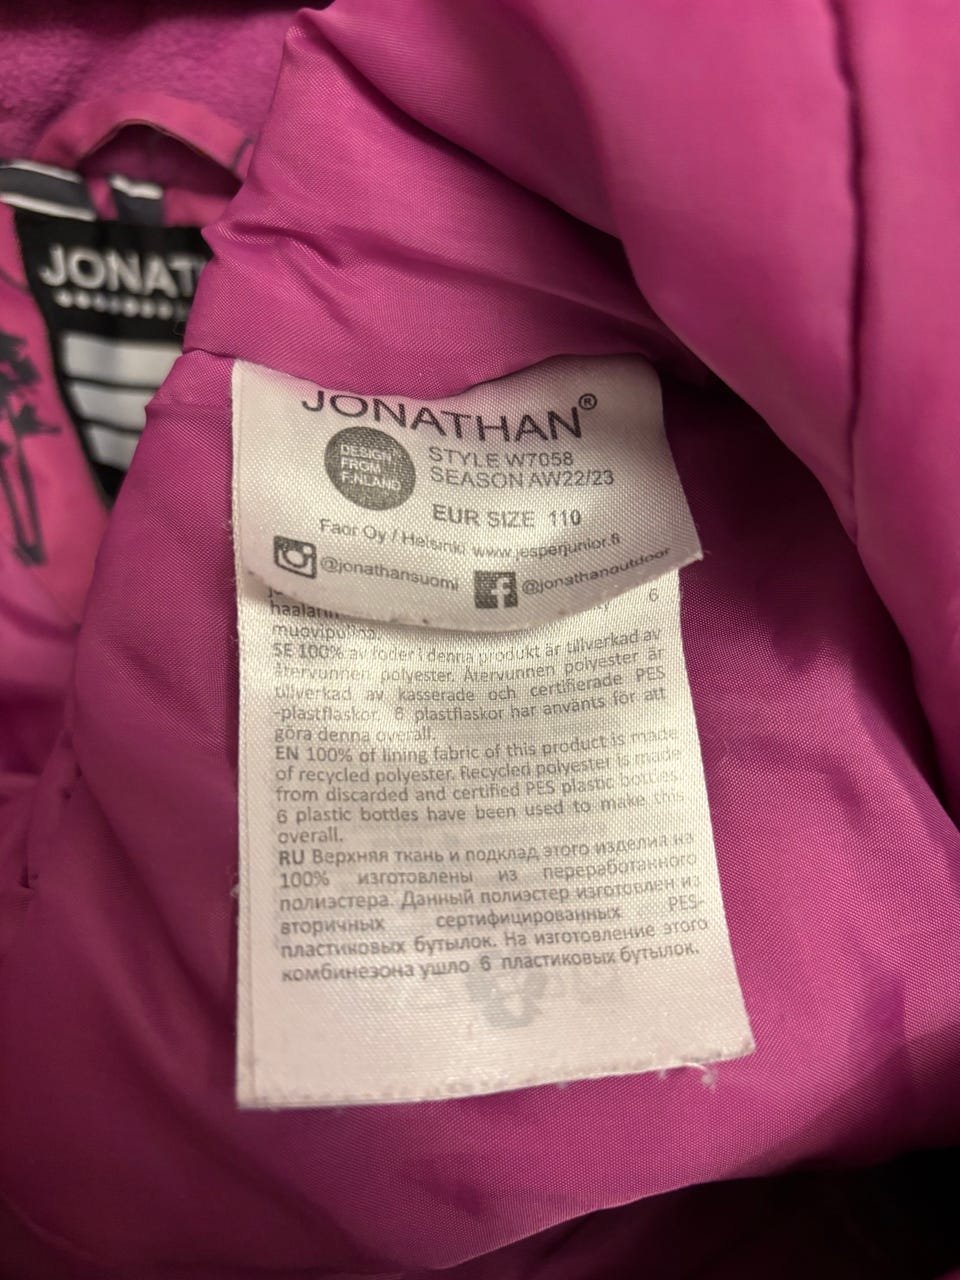 JONAT
JONATHAN®
DESIGN
FROM
FINLAND
STYLE W7058
SEASON AW22/23
EUR SIZE 110
Faor Oy / Helsinki www.jesperjunior.fi
@jonathansuomi
@jonathanoutdoor
6
muovipulloa.
SE 100% av foder i denna produkt är tillverkad av
återvunnen polyester. Återvunnen polyester är
tillverkad av kasserade och certifierade PES
-plastflaskor. 6 plastflaskor har använts för att
göra denna overall.
EN 100% of lining fabric of this product is made
of recycled polyester. Recycled polyester is made
from discarded and certified PES plastic bottles.
6 plastic bottles have been used to make this
overall.
RU Верхняя ткань и подклад этого изделия на
100% изготовлены из переработанного
полиэстера. Данный полиэстер изготовлен из
вторичных сертифицированных PES-
пластиковых бутылок. На изготовление этого
комбинезона ушло 6 пластиковых бутылок.